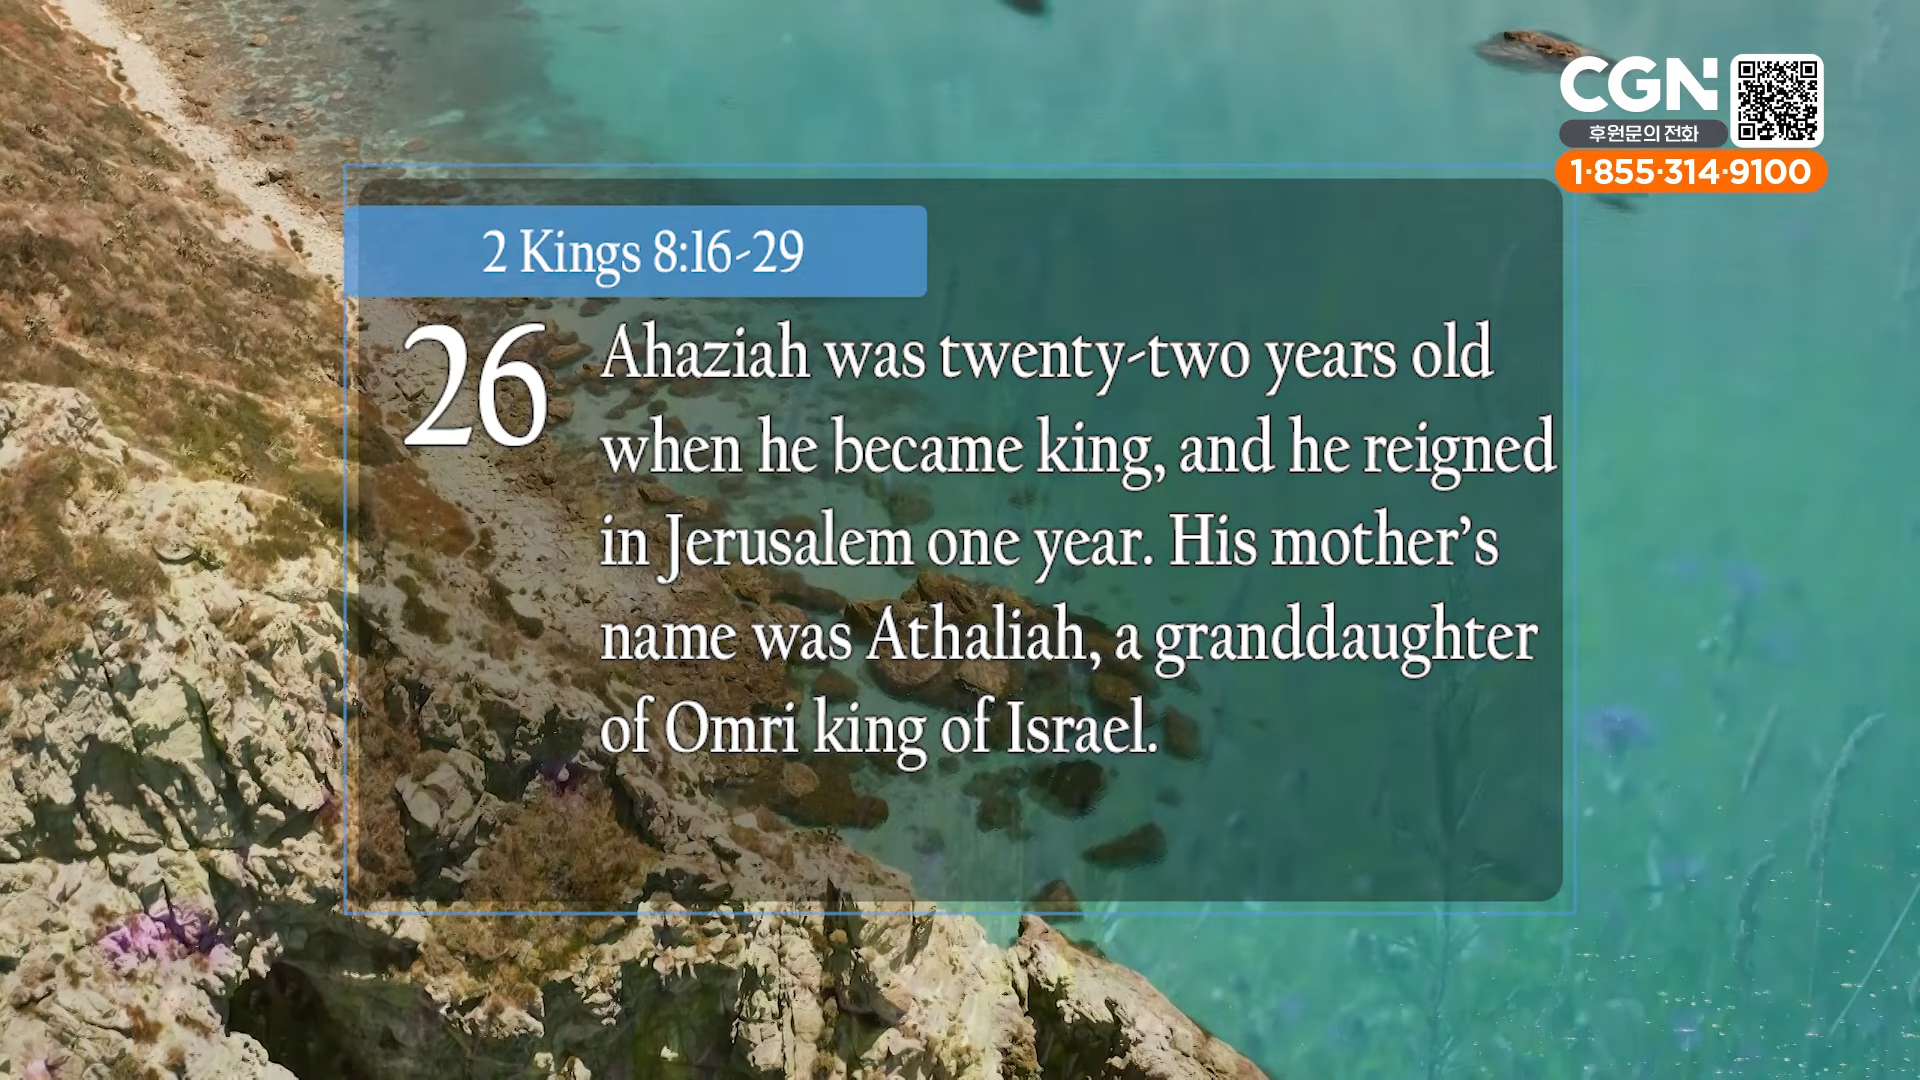 CGN
후원문의 전화
1·855·314·9100
2 Kings 8:16-29
26
Ahaziah was twenty-two years old
when he became king, and he reigned
in Jerusalem one year. His mother’s
name was Athaliah, a granddaughter
of Omri king of Israel.